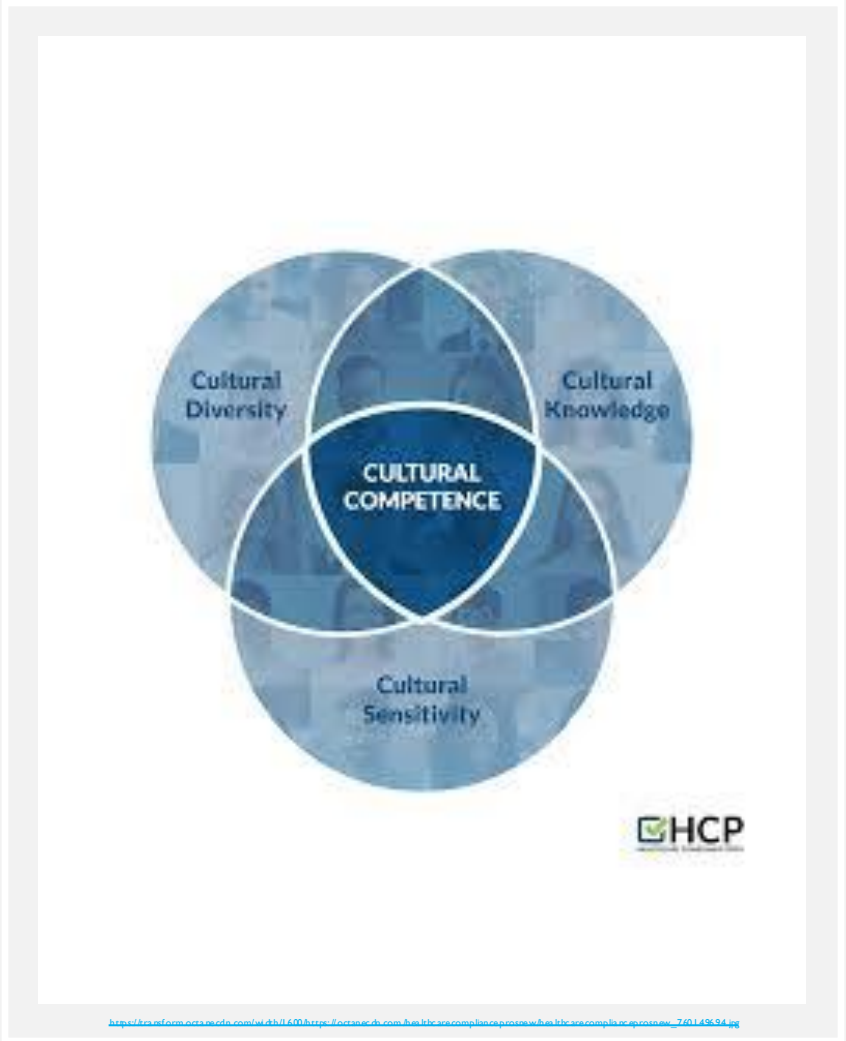 Cultural
Diversity
Cultural
Knowledge
CULTURAL
COMPETENCE
Cultural
Sensitivity
HCP